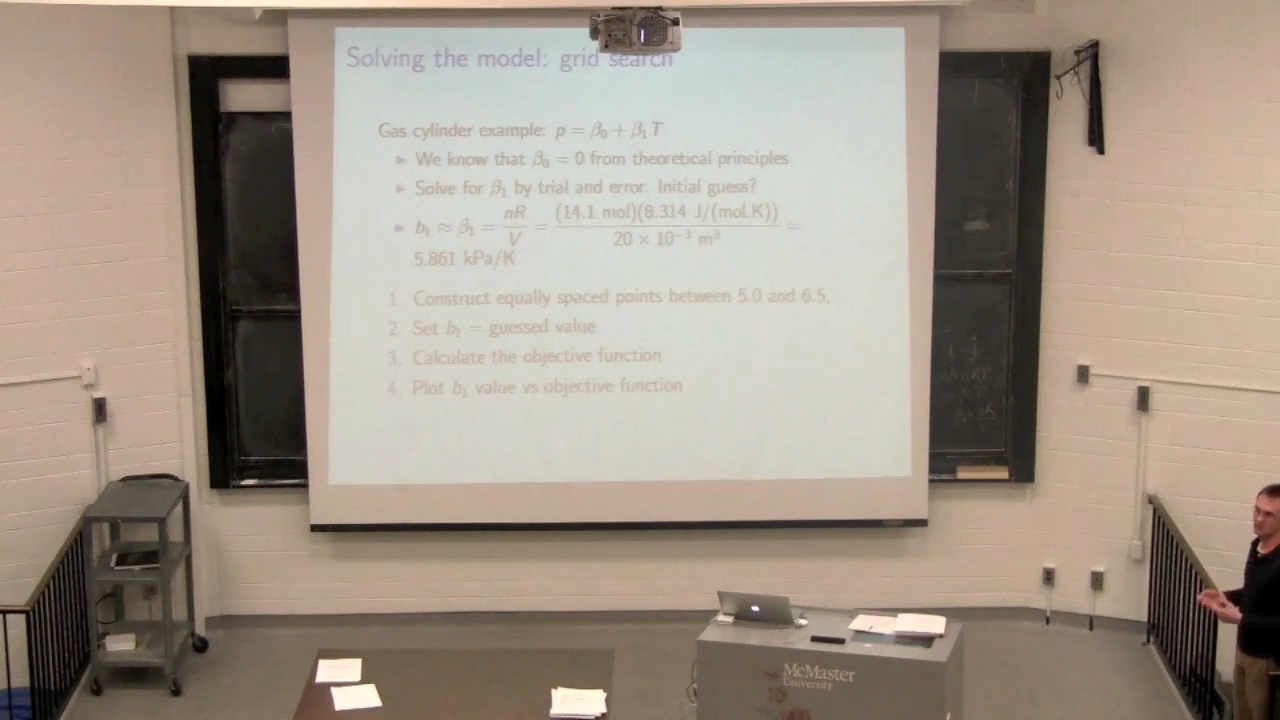 Solving the model: grid search
Gas cylinder example: p = β₀ + β₁T
► We know that β₀ = 0 from theoretical principles
► Solve for β₁ by trial and error. Initial guess?
► b₁ ≈ β₁ = nR/V = (14.1 mol)(8.314 J/(mol.K))/20 × 10⁻³ m³ =
5.861 kPa/K
1. Construct equally spaced points between 5.0 and 6.5.
2. Set b₁ = guessed value
3. Calculate the objective function
4. Plot b₁ value vs objective function
McMaster
University